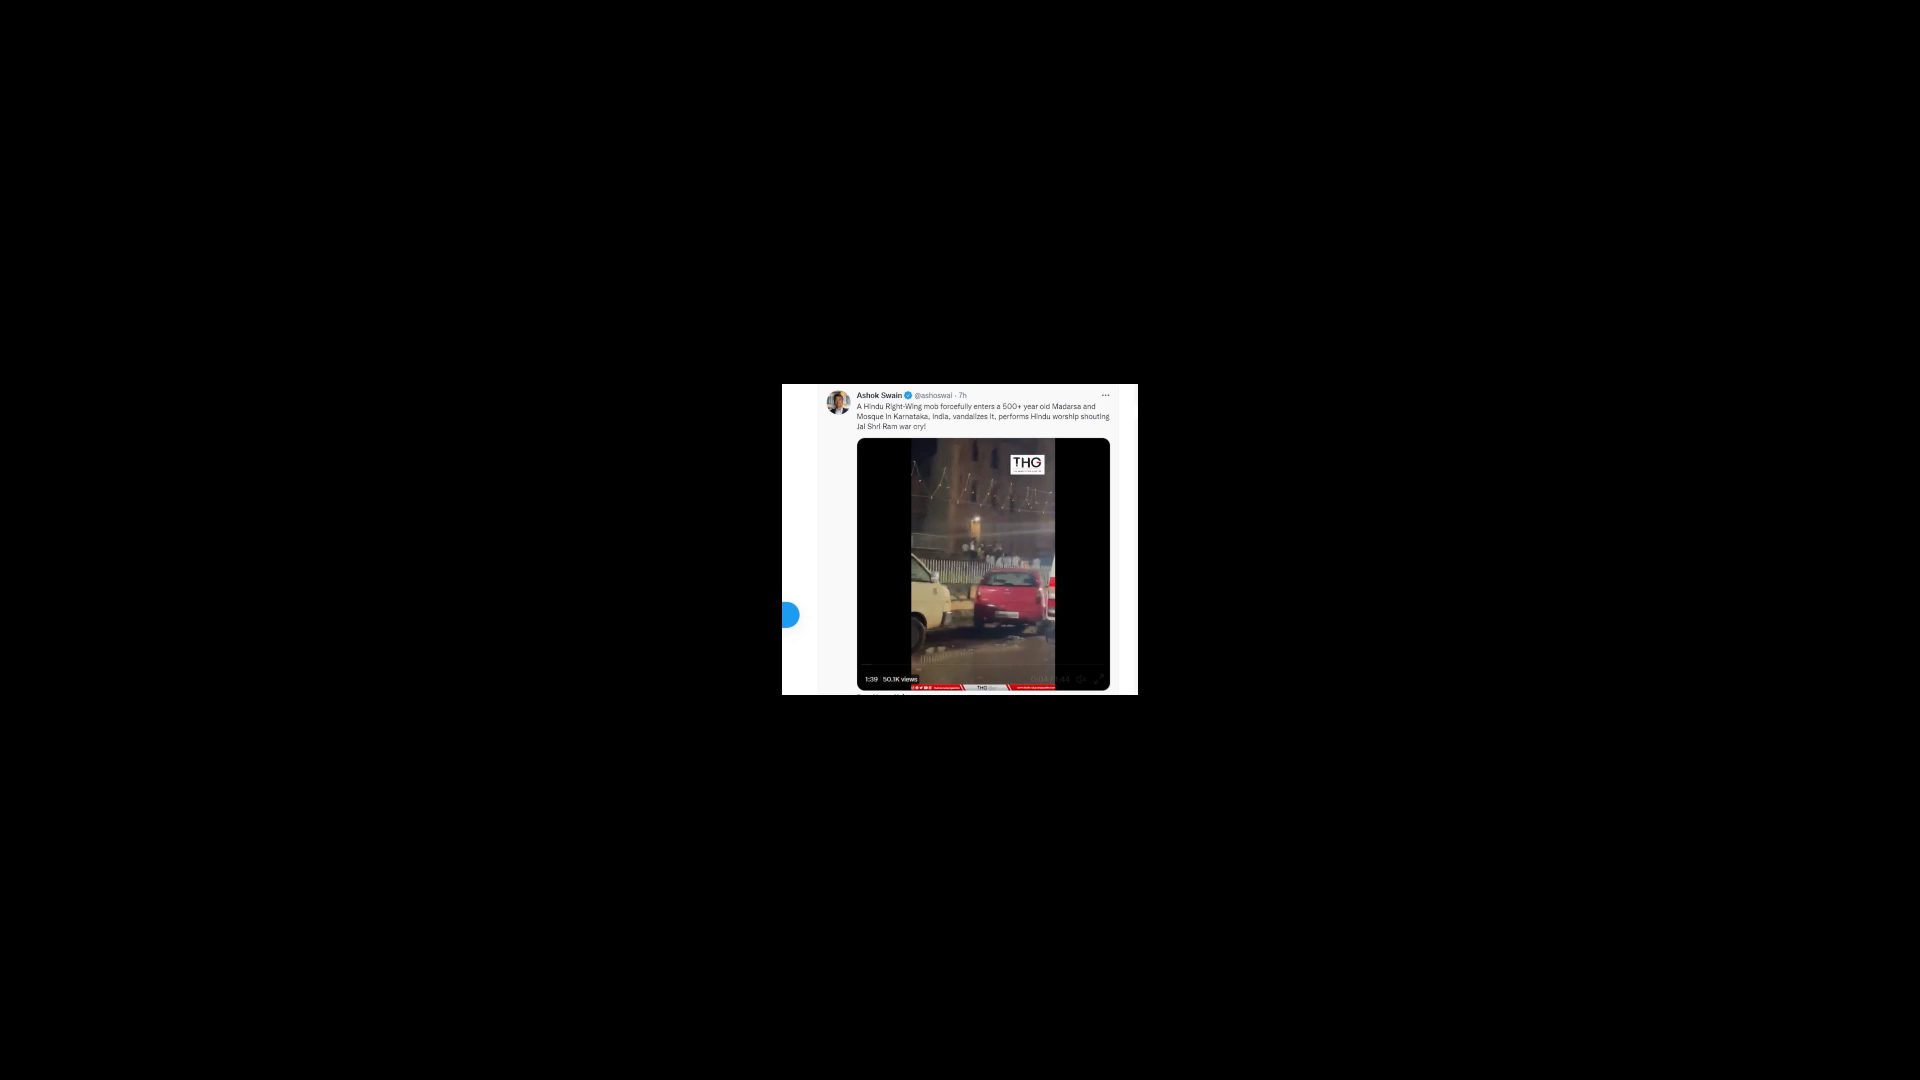 Ashok Swain @ashoswai · 7h
A Hindu Right-Wing mob forcefully enters a 500+ year old Madarsa and
Mosque in Karnataka, India, vandalizes it, performs Hindu worship shouting
Jai Shri Ram war cry!
THG
1:39 50.1K views
THG